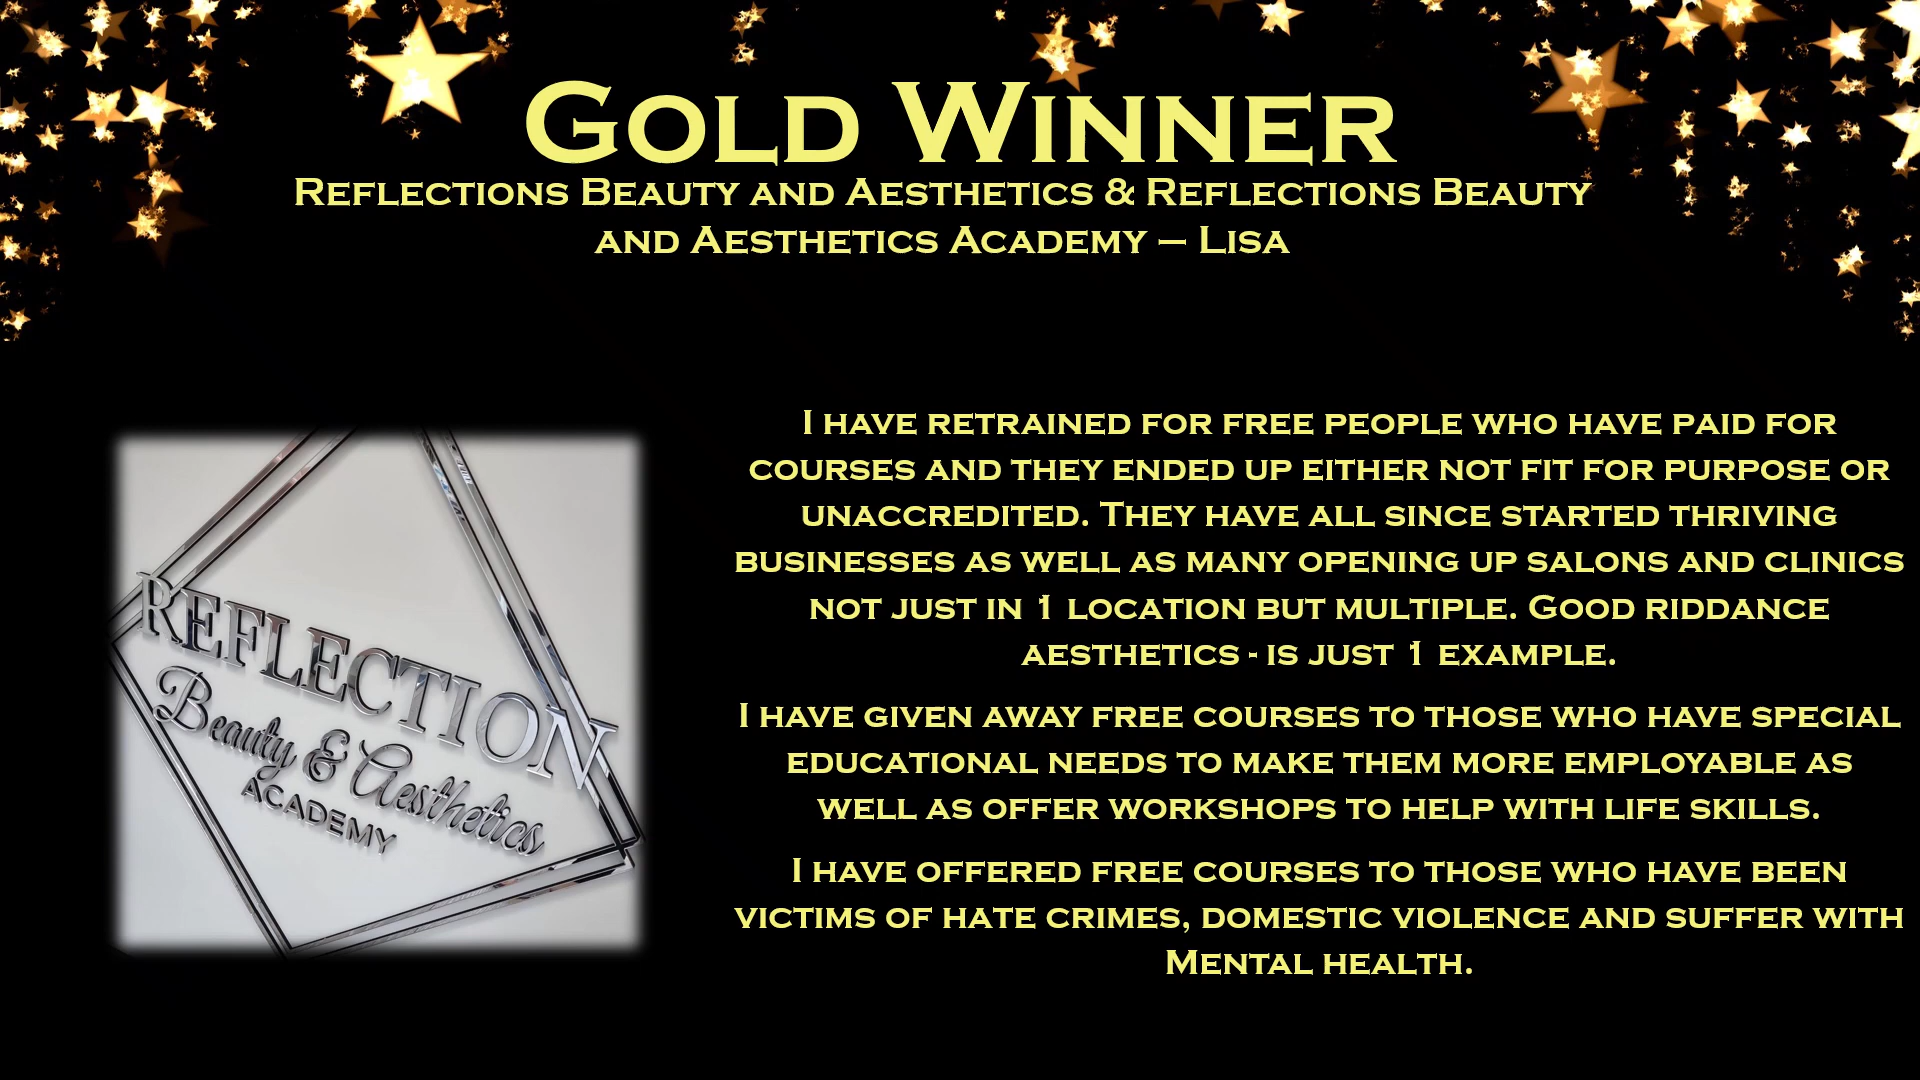 Gold Winner
Reflections Beauty and Aesthetics & Reflections Beauty
and Aesthetics Academy – Lisa
I have retrained for free people who have paid for
courses and they ended up either not fit for purpose or
unaccredited. They have all since started thriving
businesses as well as many opening up salons and clinics
not just in 1 location but multiple. Good riddance
aesthetics - is just 1 example.
I have given away free courses to those who have special
educational needs to make them more employable as
well as offer workshops to help with life skills.
I have offered free courses to those who have been
victims of hate crimes, domestic violence and suffer with
Mental health.
REFLECTION
Beauty & Aesthetics
ACADEMY